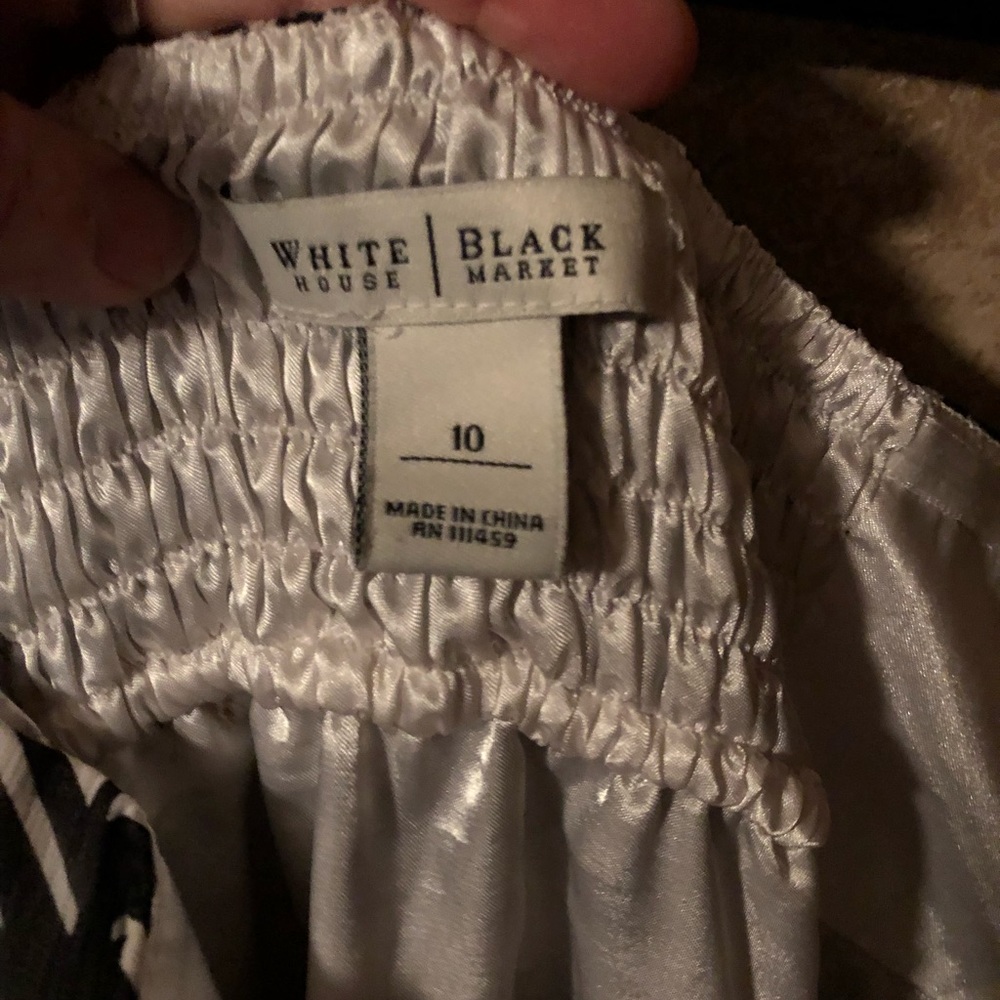 WHITE | BLACK
HOUSE MARKET
10
MADE IN CHINA
RN 111459